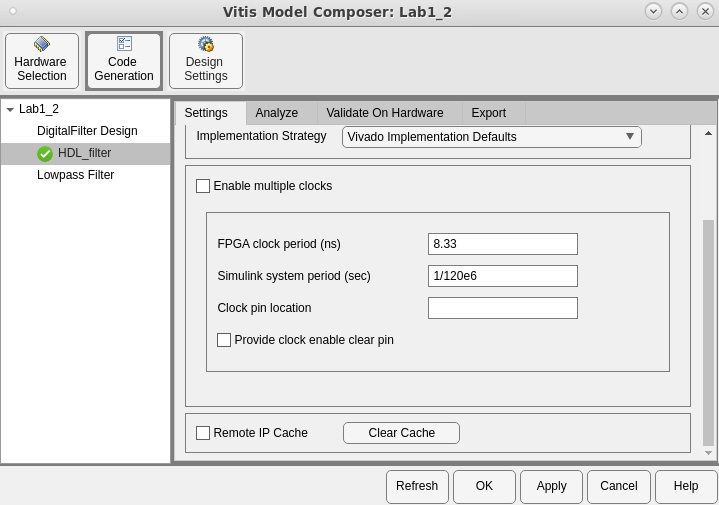 Vitis Model Composer: Lab1_2
Hardware
Selection
Code
Generation
Design
Settings
Lab1_2
DigitalFilter Design
HDL_filter
Lowpass Filter
Settings
Analyze
Validate On Hardware
Export
Implementation Strategy
Vivado Implementation Defaults
Enable multiple clocks
FPGA clock period (ns)
8.33
Simulink system period (sec)
1/120e6
Clock pin location
Provide clock enable clear pin
Remote IP Cache
Clear Cache
Refresh
OK
Apply
Cancel
Help